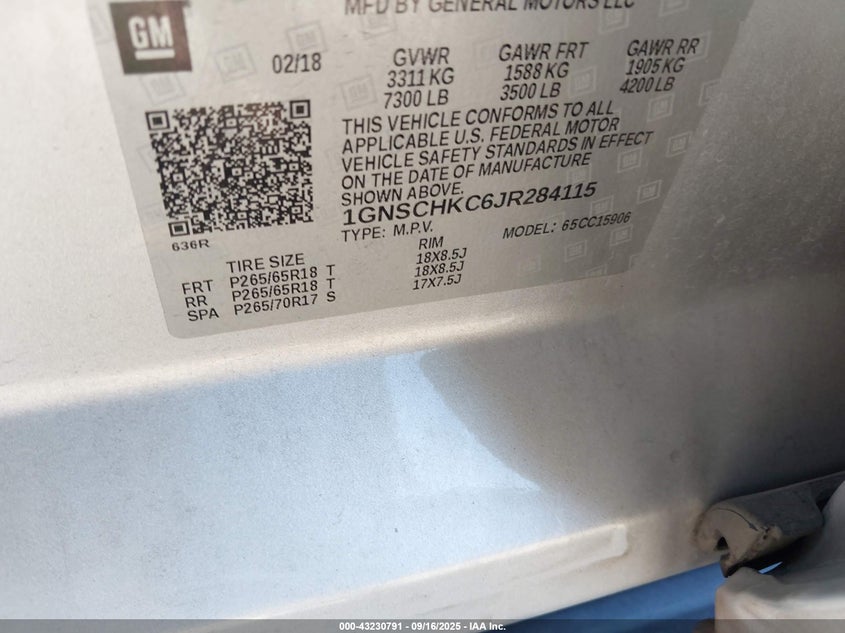 MFD BY GENERAL MOTORS LLC
GM
02/18
GVWR GAWR FRT GAWR RR
3311 KG 1588 KG 1905 KG
7300 LB 3500 LB 4200 LB
THIS VEHICLE CONFORMS TO ALL
APPLICABLE U.S. FEDERAL MOTOR
VEHICLE SAFETY STANDARDS IN EFFECT
ON THE DATE OF MANUFACTURE
SHOWN ABOVE.
1GNSCHKC6JR284115
TYPE: M.P.V. MODEL: 65CC15906
636R
TIRE SIZE RIM
FRT P265/65R18 T 18X8.5J
RR P265/65R18 T 18X8.5J
SPA P265/70R17 S 17X7.5J
000-43230791 - 09/16/2025 - IAA Inc.